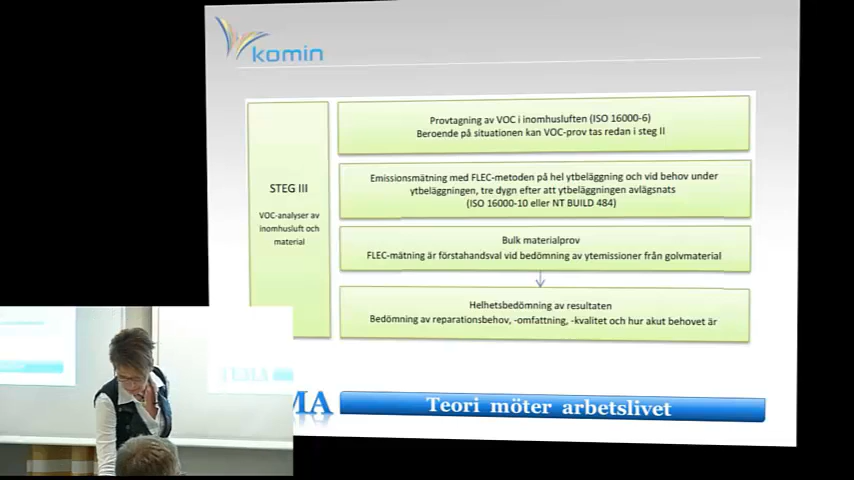 komin
STEG III
VOC-analyser av
inomhusluft och
material
Provtagning av VOC i inomhusluften (ISO 16000-6)
Beroende på situationen kan VOC-prov tas redan i steg II
Emissionsmätning med FLEC-metoden på hel ytbeläggning och vid behov under
ytbeläggningen, tre dygn efter att ytbeläggningen avlägsnats
(ISO 16000-10 eller NT BUILD 484)
Bulk materialprov
FLEC-mätning är förstahandsval vid bedömning av ytemissioner från golvmaterial
Helhetsbedömning av resultaten
Bedömning av reparationsbehov, -omfattning, -kvalitet och hur akut behovet är
TEMA
MA
Teori möter arbetslivet